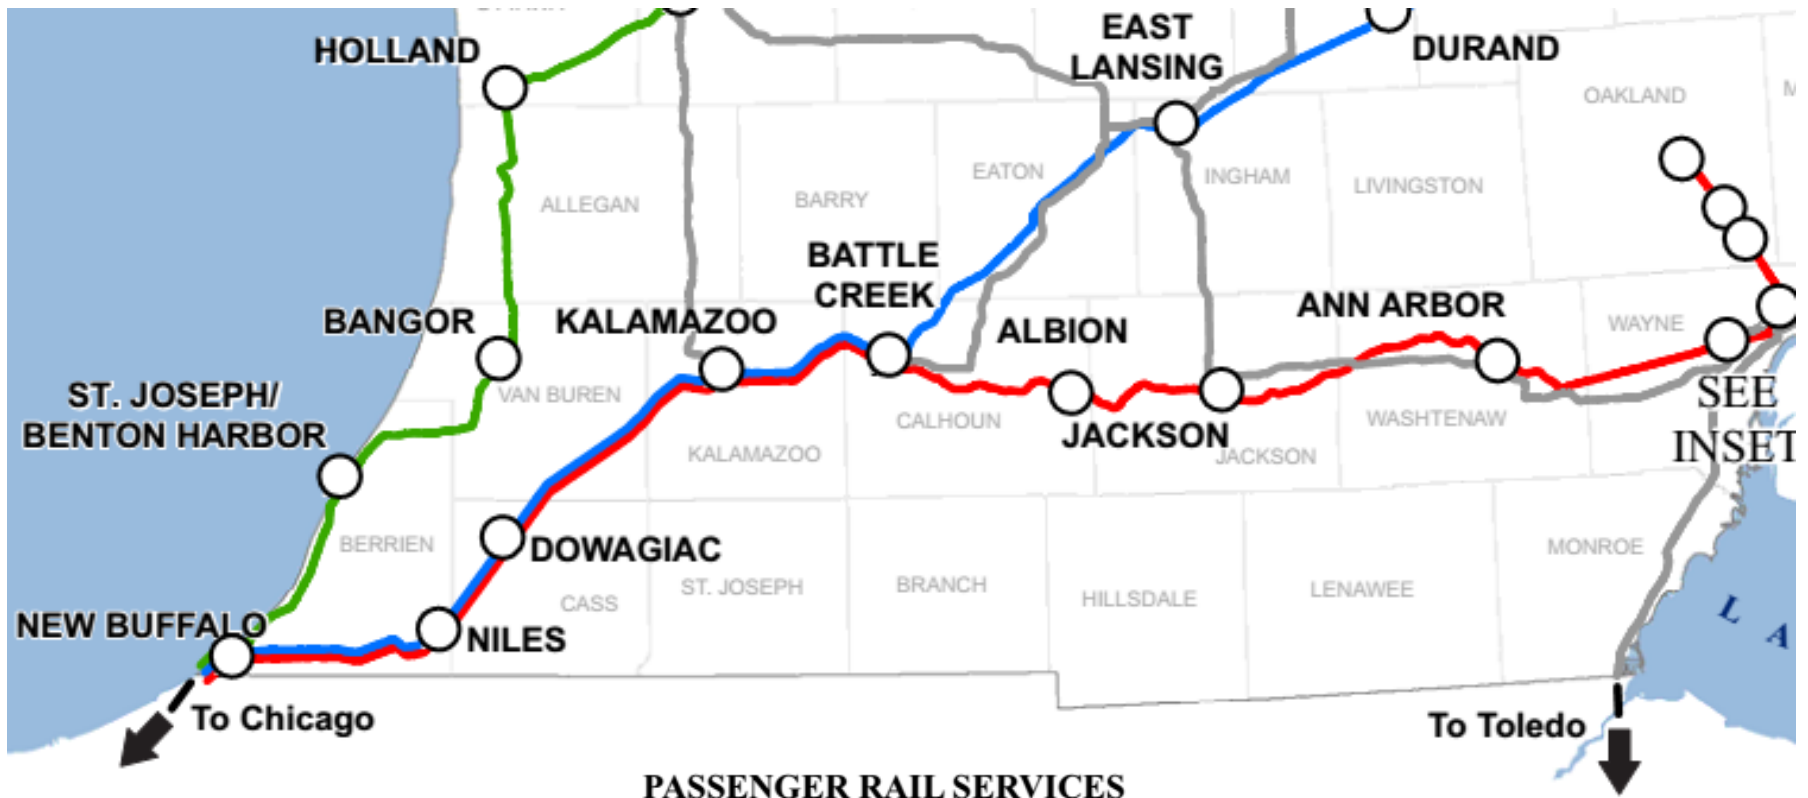 HOLLAND
EAST
LANSING
DURAND
OAKLAND
EATON
INGHAM
LIVINGSTON
ALLEGAN
BARRY
BATTLE
CREEK
BANGOR
KALAMAZOO
ALBION
ANN ARBOR
WAYNE
VAN BUREN
ST. JOSEPH/
BENTON HARBOR
CALHOUN
JACKSON
WASHTENAW
SEE
INSET
KALAMAZOO
JACKSON
BERRIEN
DOWAGIAC
MONROE
CASS
ST. JOSEPH
BRANCH
HILLSDALE
LENAWEE
L A
NEW BUFFALO
NILES
To Chicago
To Toledo
PASSENGER RAIL SERVICES